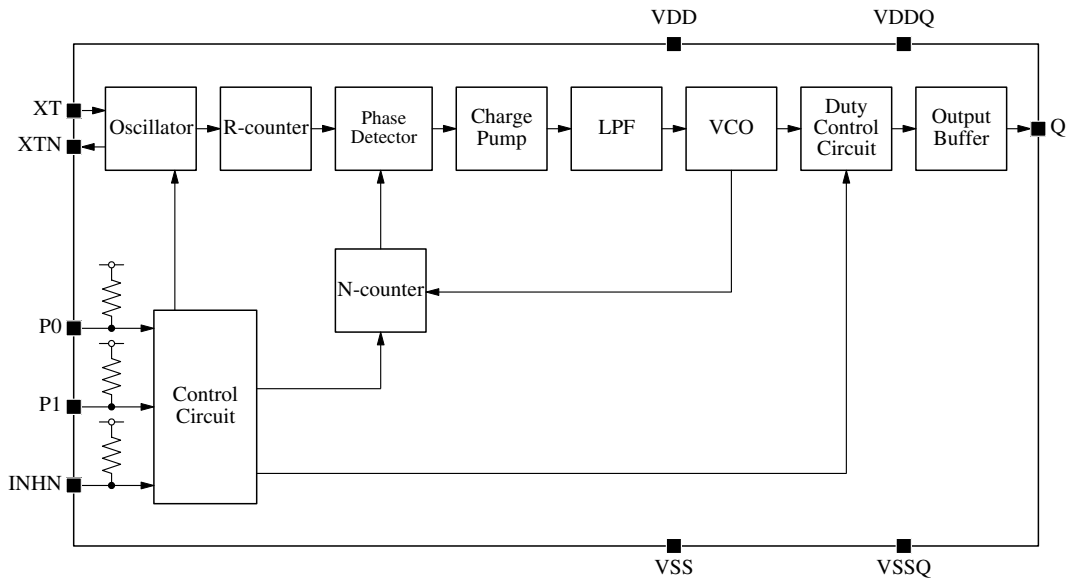 VDD
VDDQ
XT
XTN
Oscillator
R-counter
Phase
Detector
Charge
Pump
LPF
VCO
Duty
Control
Circuit
Output
Buffer
Q
N-counter
P0
P1
INHN
Control
Circuit
VSS
VSSQ